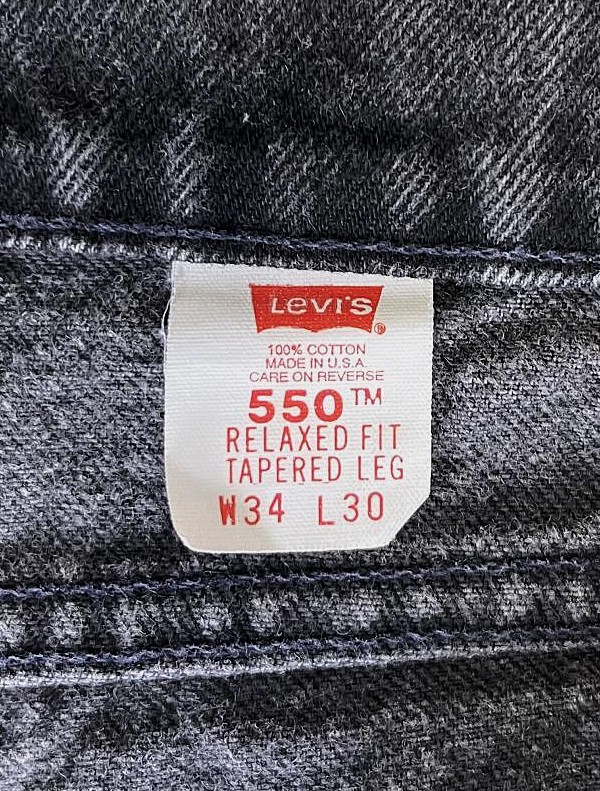 Levi's®
100% COTTON
MADE IN U.S.A.
CARE ON REVERSE
550™
RELAXED FIT
TAPERED LEG
W34 L30